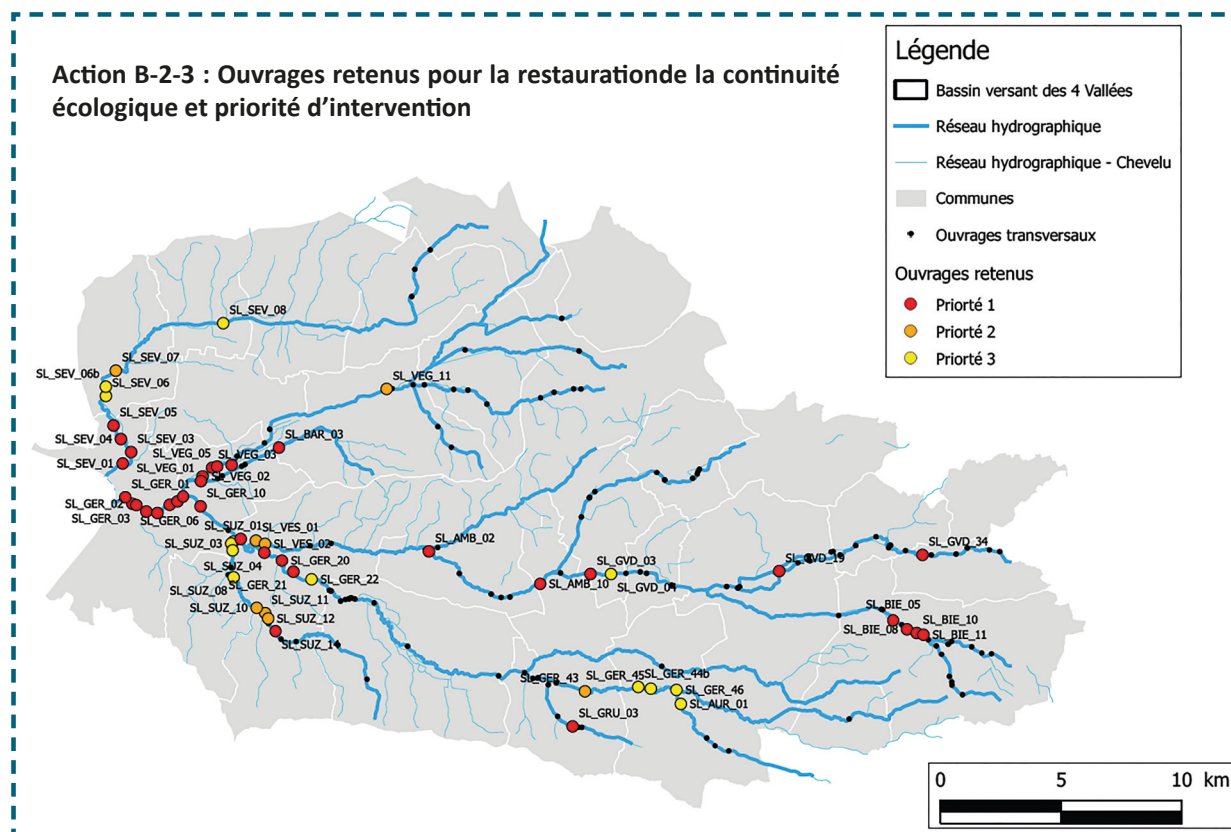 Action B-2-3 : Ouvrages retenus pour la restaurationde la continuité
écologique et priorité d'intervention
Légende
Bassin versant des 4 Vallées
Réseau hydrographique
Réseau hydrographique - Chevelu
Communes
Ouvrages transversaux
Ouvrages retenus
Priorté 1
Priorté 2
Priorté 3
SL_SEV_08
SL_SEV_07
SL_SEV_06b
SL_SEV_06
SL_VEG_11
SL_SEV_05
SL_SEV_04
SL_SEV_03
SL_BAR_03
SL_VEG_05
SL_VEG_03
SL_SEV_01
SL_VEG_01
SL_VEG_02
SL_GER_01
SL_GER_10
SL_GER_02
SL_GER_03
SL_GER_06
SL_SUZ_01
SL_VES_01
SL_SUZ_03
SL_VES_02
SL_AMB_02
SL_GVD_34
SL_SUZ_04
SL_GER_20
SL_GVD_03
SL_GVD_19
SL_GER_22
SL_SUZ_08
SL_GER_21
SL_AMB_10
SL_GVD_04
SL_SUZ_10
SL_SUZ_11
SL_BIE_05
SL_SUZ_12
SL_BIE_10
SL_BIE_08
SL_BIE_11
SL_SUZ_14
SL_GER_43
SL_GER_45
SL_GER_44b
SL_GER_46
SL_AUR_01
SL_GRU_03
0 5 10 km